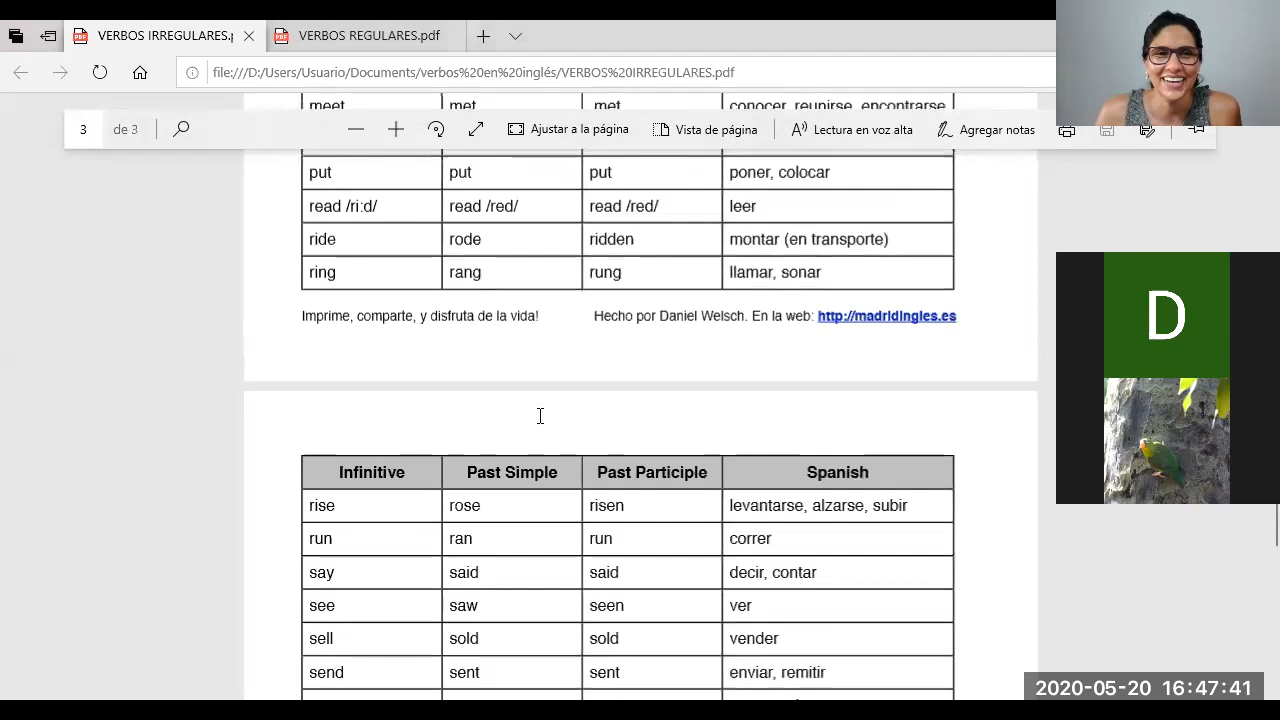 VERBOS IRREGULARES.p
VERBOS REGULARES.pdf
file:///D:/Users/Usuario/Documents/verbos%20en%20inglés/VERBOS%20IRREGULARES.pdf
meet met met conocer, reunirse, encontrarse
3 de 3 Ajustar a la página Vista de página Lectura en voz alta Agregar notas
put put put poner, colocar
read /ri:d/ read /red/ read /red/ leer
ride rode ridden montar (en transporte)
ring rang rung llamar, sonar
Imprime, comparte, y disfruta de la vida! Hecho por Daniel Welsch. En la web: http://madridingles.es
D
Infinitive Past Simple Past Participle Spanish
rise rose risen levantarse, alzarse, subir
run ran run correr
say said said decir, contar
see saw seen ver
sell sold sold vender
send sent sent enviar, remitir
2020-05-20 16:47:41